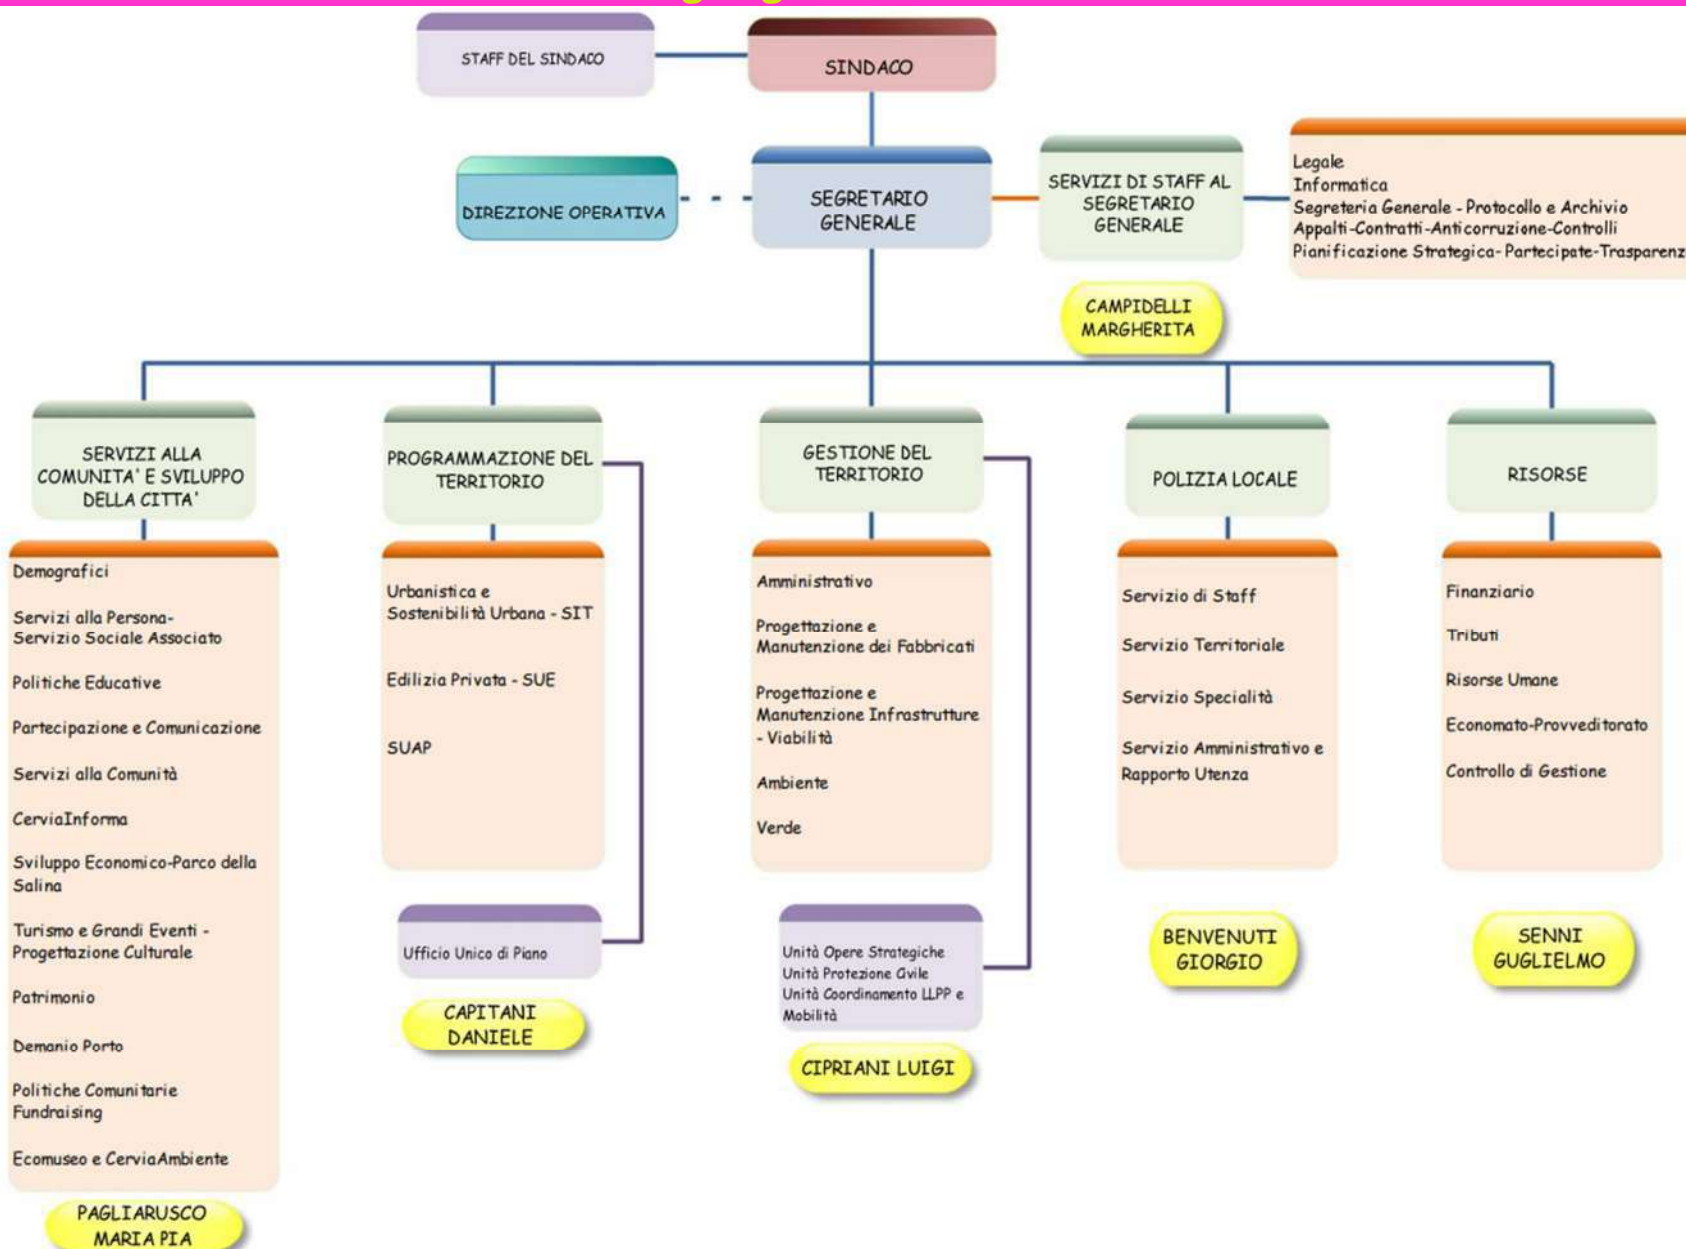 STAFF DEL SINDACO
SINDACO
DIREZIONE OPERATIVA
SEGRETARIO
GENERALE
SERVIZI DI STAFF AL
SEGRETARIO
GENERALE
Legale
Informatica
Segreteria Generale - Protocollo e Archivio
Appalti-Contratti-Anticorruzione-Controlli
Pianificazione Strategica- Partecipate-Trasparenz
CAMPIDELLI
MARGHERITA
SERVIZI ALLA
COMUNITA' E SVILUPPO
DELLA CITTA'
Demografici
Servizi alla Persona-
Servizio Sociale Associato
Politiche Educative
Partecipazione e Comunicazione
Servizi alla Comunità
CerviaInforma
Sviluppo Economico-Parco della
Salina
Turismo e Grandi Eventi -
Progettazione Culturale
Patrimonio
Demanio Porto
Politiche Comunitarie
Fundraising
Ecomuseo e CerviaAmbiente
PAGLIARUSCO
MARIA PIA
PROGRAMMAZIONE DEL
TERRITORIO
Urbanistica e
Sostenibilità Urbana - SIT
Edilizia Privata - SUE
SUAP
Ufficio Unico di Piano
CAPITANI
DANIELE
GESTIONE DEL
TERRITORIO
Amministrativo
Progettazione e
Manutenzione dei Fabbricati
Progettazione e
Manutenzione Infrastrutture
- Viabilità
Ambiente
Verde
Unità Opere Strategiche
Unità Protezione Civile
Unità Coordinamento LLPP e
Mobilità
CIPRIANI LUIGI
POLIZIA LOCALE
Servizio di Staff
Servizio Territoriale
Servizio Specialità
Servizio Amministrativo e
Rapporto Utenza
BENVENUTI
GIORGIO
RISORSE
Finanziario
Tributi
Risorse Umane
Economato-Provveditorato
Controllo di Gestione
SENNI
GUGLIELMO